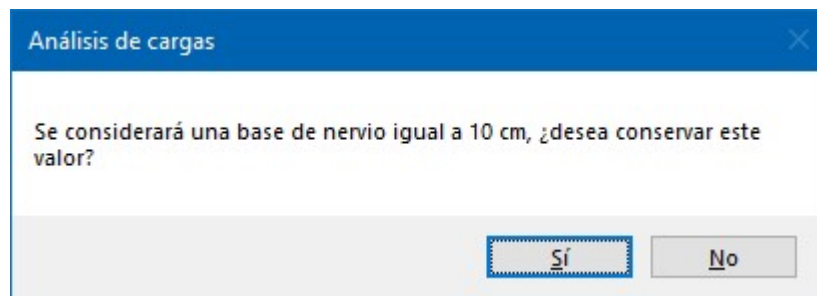 Análisis de cargas
Se considerará una base de nervio igual a 10 cm, ¿desea conservar este
valor?
Sí
No